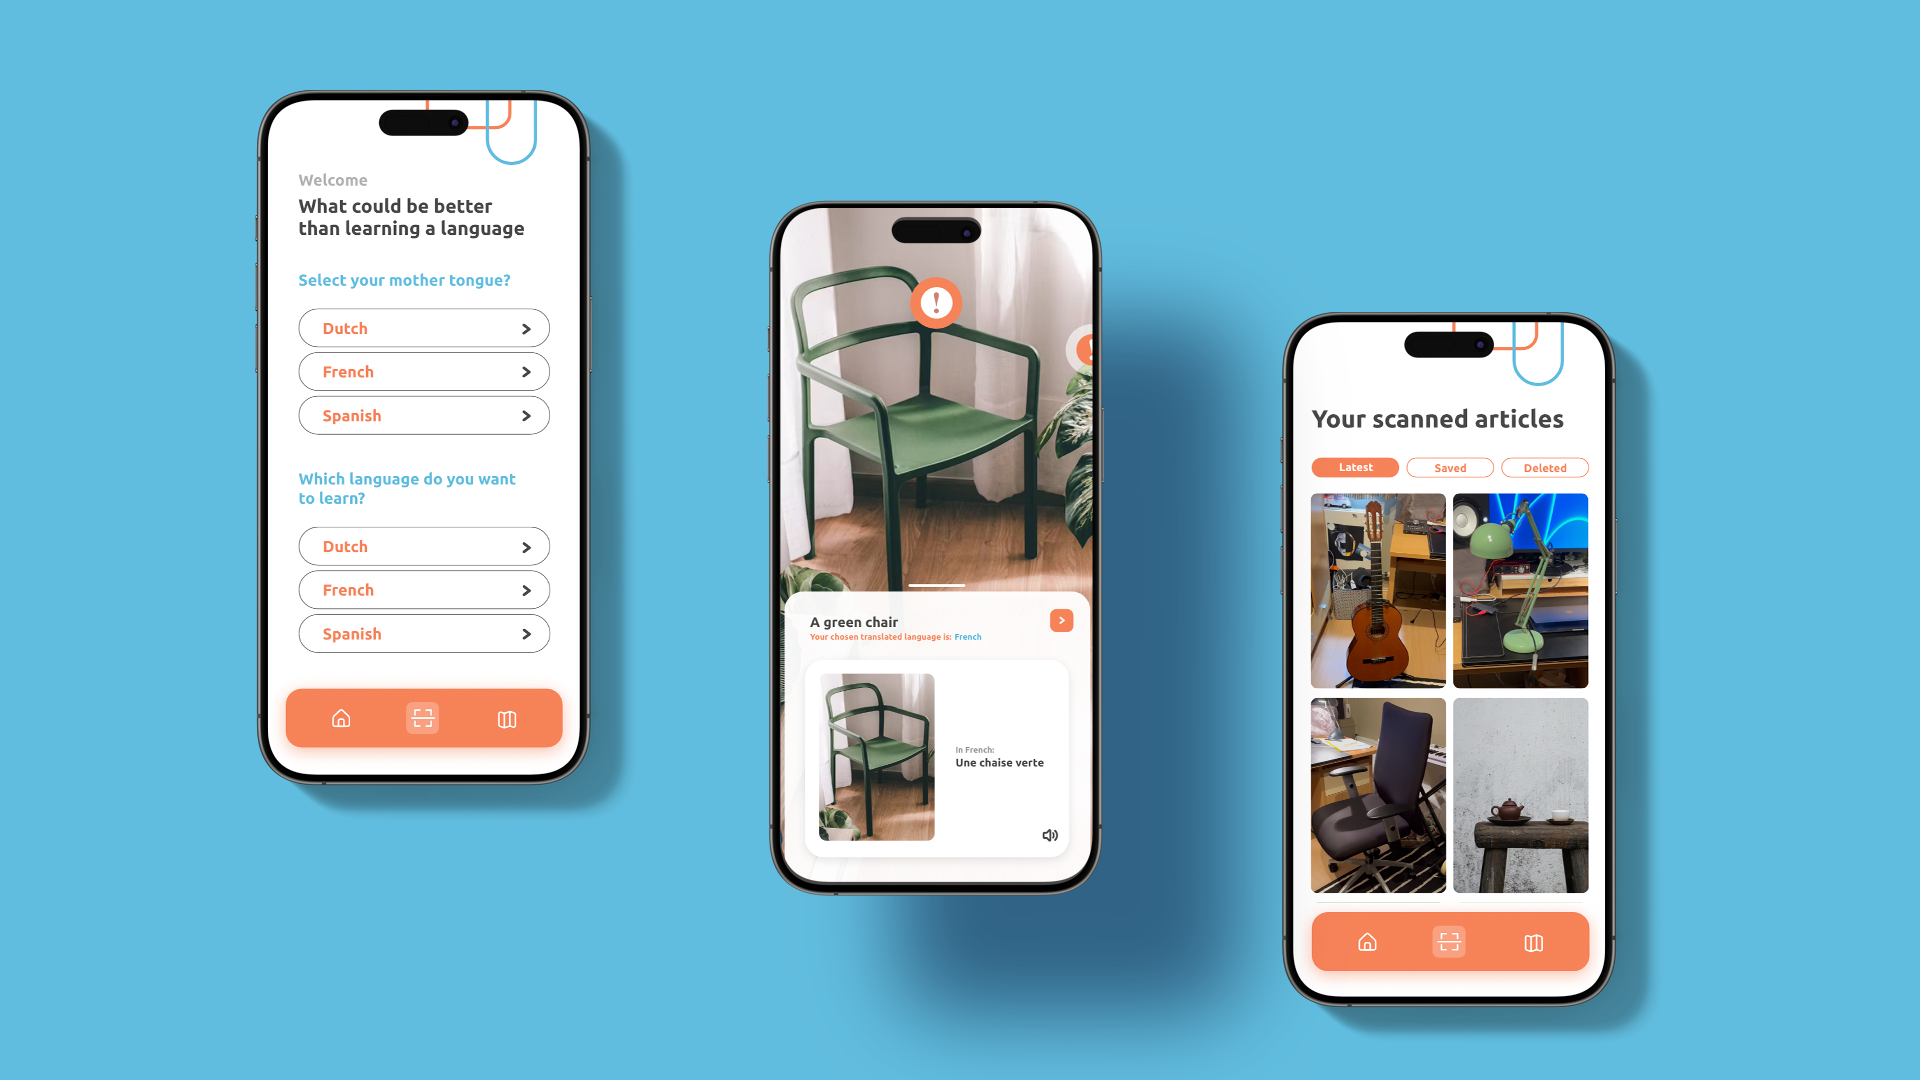 Welcome
What could be better
than learning a language
Select your mother tongue?
Dutch
French
Spanish
Which language do you want
to learn?
Dutch
French
Spanish
!
!
A green chair
Your chosen translated language is: French
In French:
Une chaise verte
Your scanned articles
Latest
Saved
Deleted